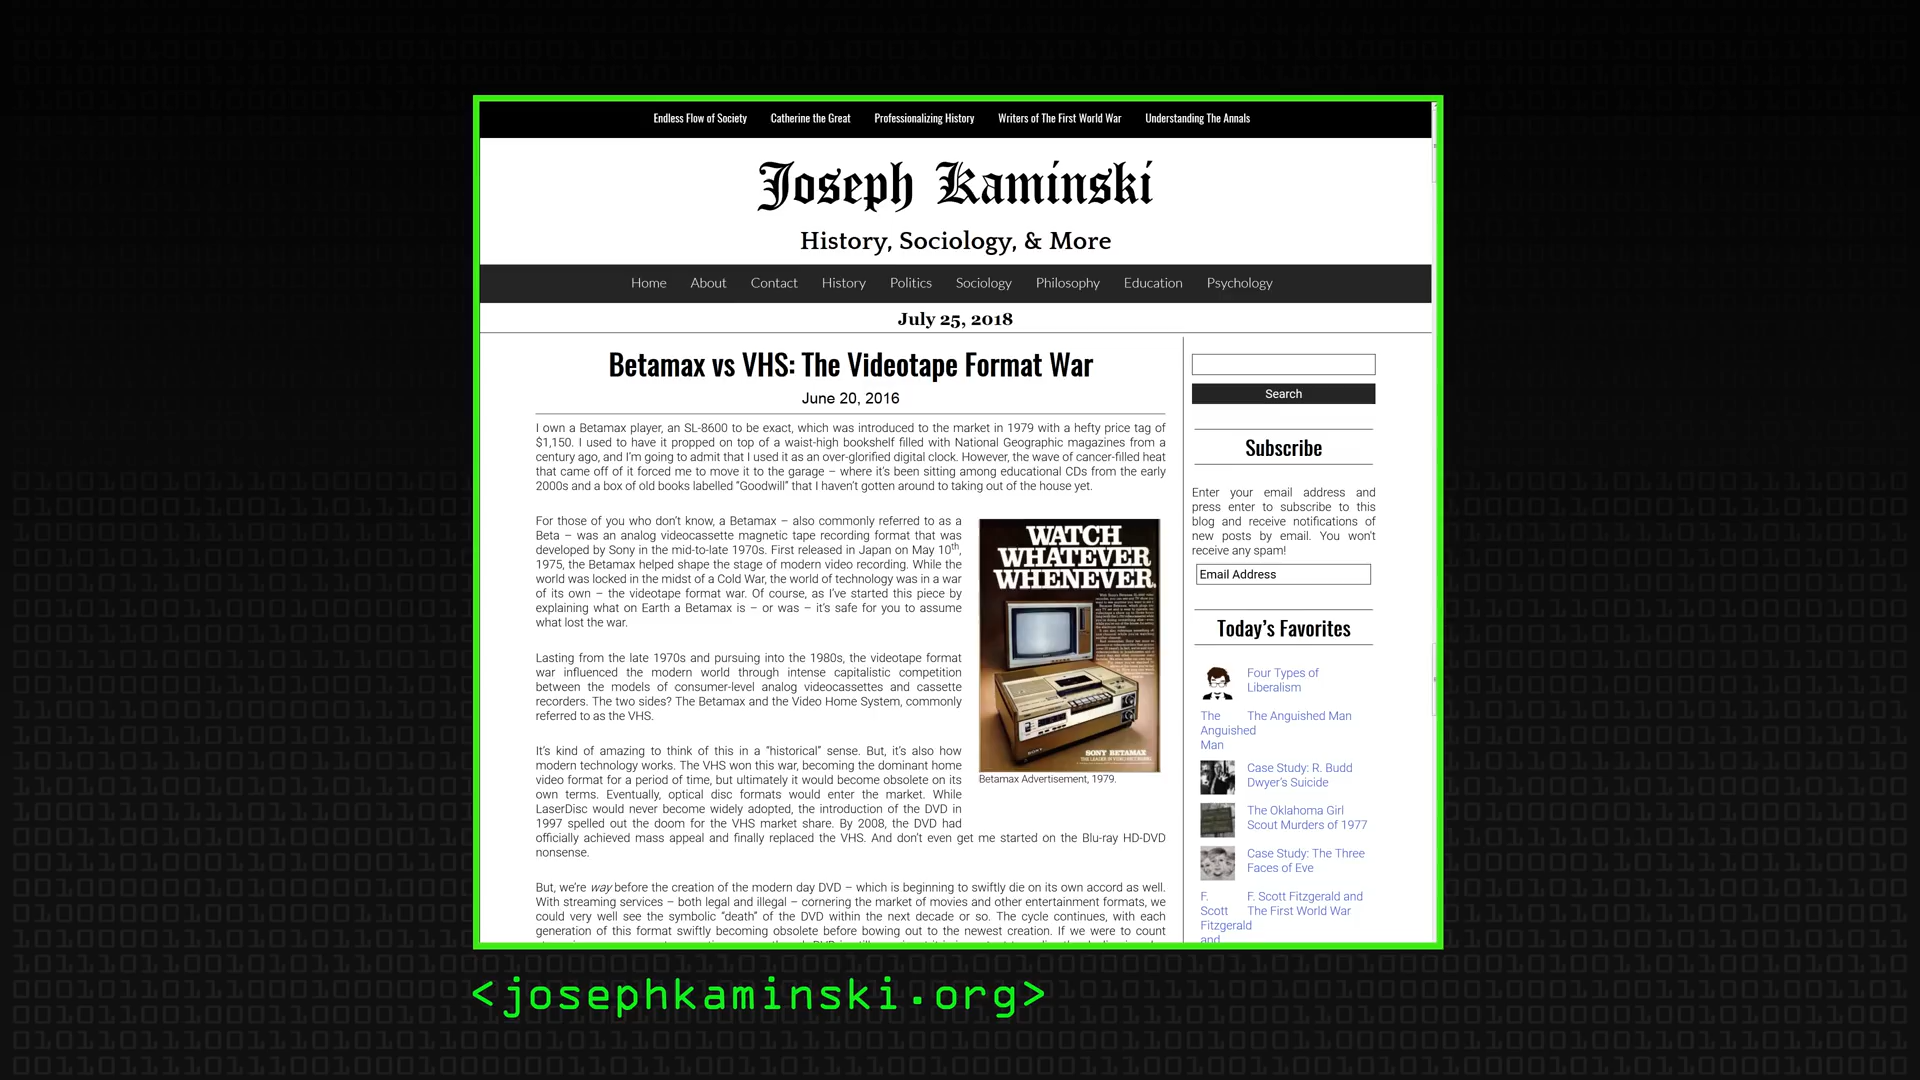 Endless Flow of Society Catherine the Great Professionalizing History Writers of The First World War Understanding The Annals
Joseph Kaminski
History, Sociology, & More
Home About Contact History Politics Sociology Philosophy Education Psychology
July 25, 2018
Betamax vs VHS: The Videotape Format War
June 20, 2016
I own a Betamax player, an SL-8600 to be exact, which was introduced to the market in 1979 with a hefty price tag of
$1,150. I used to have it propped on top of a waist-high bookshelf filled with National Geographic magazines from a
century ago, and I'm going to admit that I used it as an over-glorified digital clock. However, the wave of cancer-filled heat
that came off of it forced me to move it to the garage – where it's been sitting among educational CDs from the early
2000s and a box of old books labelled “Goodwill” that I haven't gotten around to taking out of the house yet.
For those of you who don't know, a Betamax – also commonly referred to as a
Beta – was an analog videocassette magnetic tape recording format that was
developed by Sony in the mid-to-late 1970s. First released in Japan on May 10th,
1975, the Betamax helped shape the stage of modern video recording. While the
world was locked in the midst of a Cold War, the world of technology was in a war
of its own – the videotape format war. Of course, as I've started this piece by
explaining what on Earth a Betamax is – or was – it's safe for you to assume
what lost the war.
Lasting from the late 1970s and pursuing into the 1980s, the videotape format
war influenced the modern world through intense capitalistic competition
between the models of consumer-level analog videocassettes and cassette
recorders. The two sides? The Betamax and the Video Home System, commonly
referred to as the VHS.
It's kind of amazing to think of this in a “historical” sense. But, it's also how
modern technology works. The VHS won this war, becoming the dominant home
video format for a period of time, but ultimately it would become obsolete on its
own terms. Eventually, optical disc formats would enter the market. While
LaserDisc would never become widely adopted, the introduction of the DVD in
1997 spelled out the doom for the VHS market share. By 2008, the DVD had
officially achieved mass appeal and finally replaced the VHS. And don't even get me started on the Blu-ray HD-DVD
nonsense.
But, we're way before the creation of the modern day DVD – which is beginning to swiftly die on its own accord as well.
With streaming services – both legal and illegal – cornering the market of movies and other entertainment formats, we
could very well see the symbolic “death” of the DVD within the next decade or so. The cycle continues, with each
generation of this format swiftly becoming obsolete before bowing out to the newest creation. If we were to count
WATCH
WHATEVER
WHENEVER.
SONY BETAMAX
Betamax Advertisement, 1979.
Search
Subscribe
Enter your email address and
press enter to subscribe to this
blog and receive notifications of
new posts by email. You won't
receive any spam!
Email Address
Today's Favorites
Four Types of
Liberalism
The
Anguished
Man
The Anguished Man
Case Study: R. Budd
Dwyer's Suicide
The Oklahoma Girl
Scout Murders of 1977
Case Study: The Three
Faces of Eve
F.
Scott
Fitzgerald
and
F. Scott Fitzgerald and
The First World War
<josephkaminski.org>